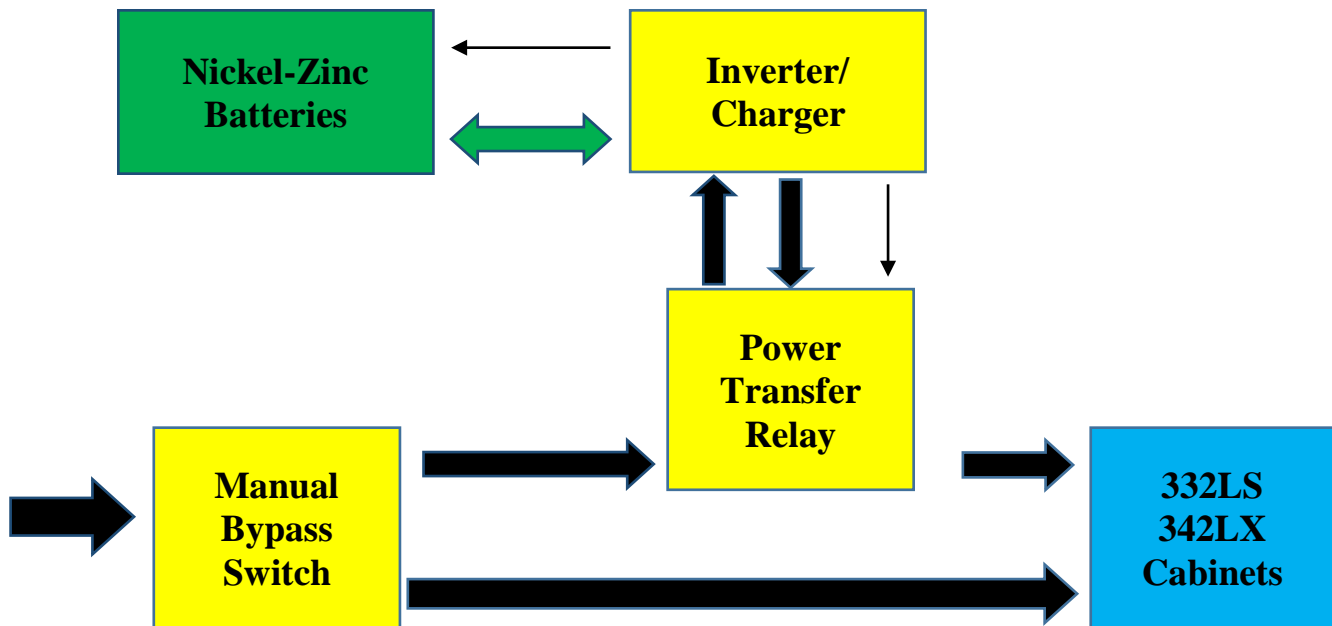 Nickel-Zinc
Batteries
Inverter/
Charger
Power
Transfer
Relay
Manual
Bypass
Switch
332LS
342LX
Cabinets